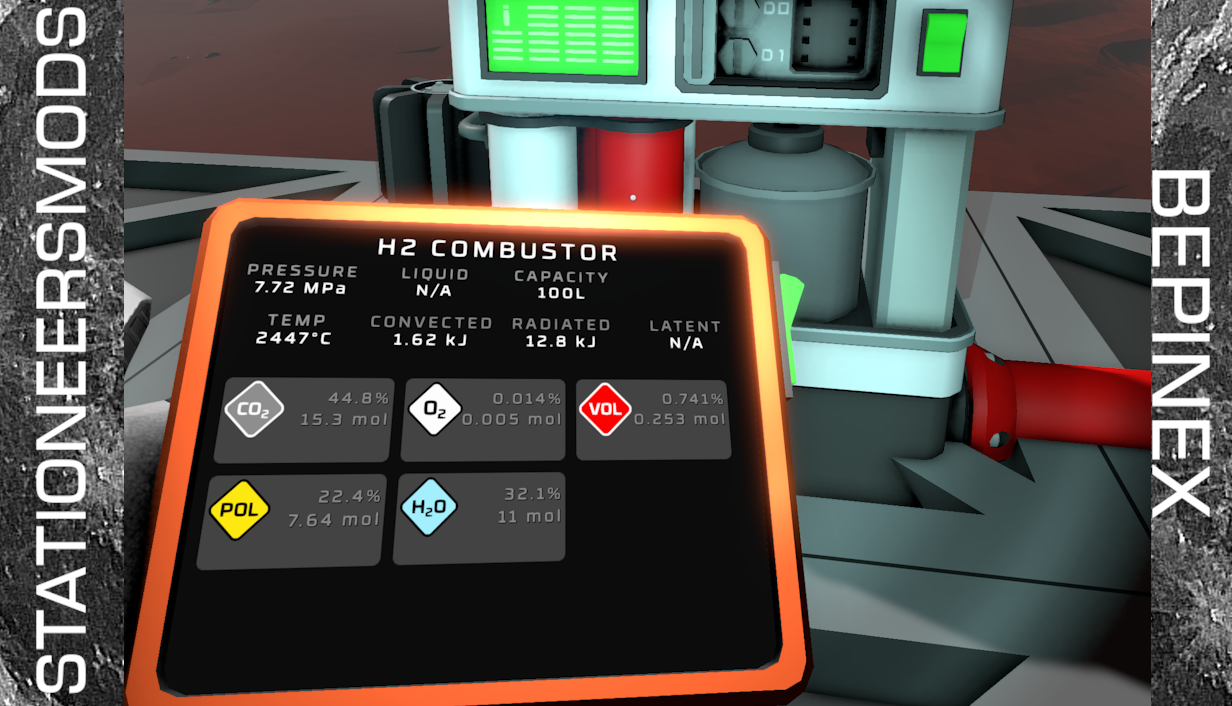 STATIONEERSMODS
BEPINEX
D0
D1
H2 COMBUSTOR
PRESSURE LIQUID CAPACITY
7.72 MPa N/A 100L
TEMP CONVECTED RADIATED LATENT
2447°C 1.62 kJ 12.8 kJ N/A
CO₂ 44.8% O₂ 0.014% VOL 0.741%
15.3 mol 0.005 mol 0.253 mol
POL 22.4% H₂O 32.1%
7.64 mol 11 mol